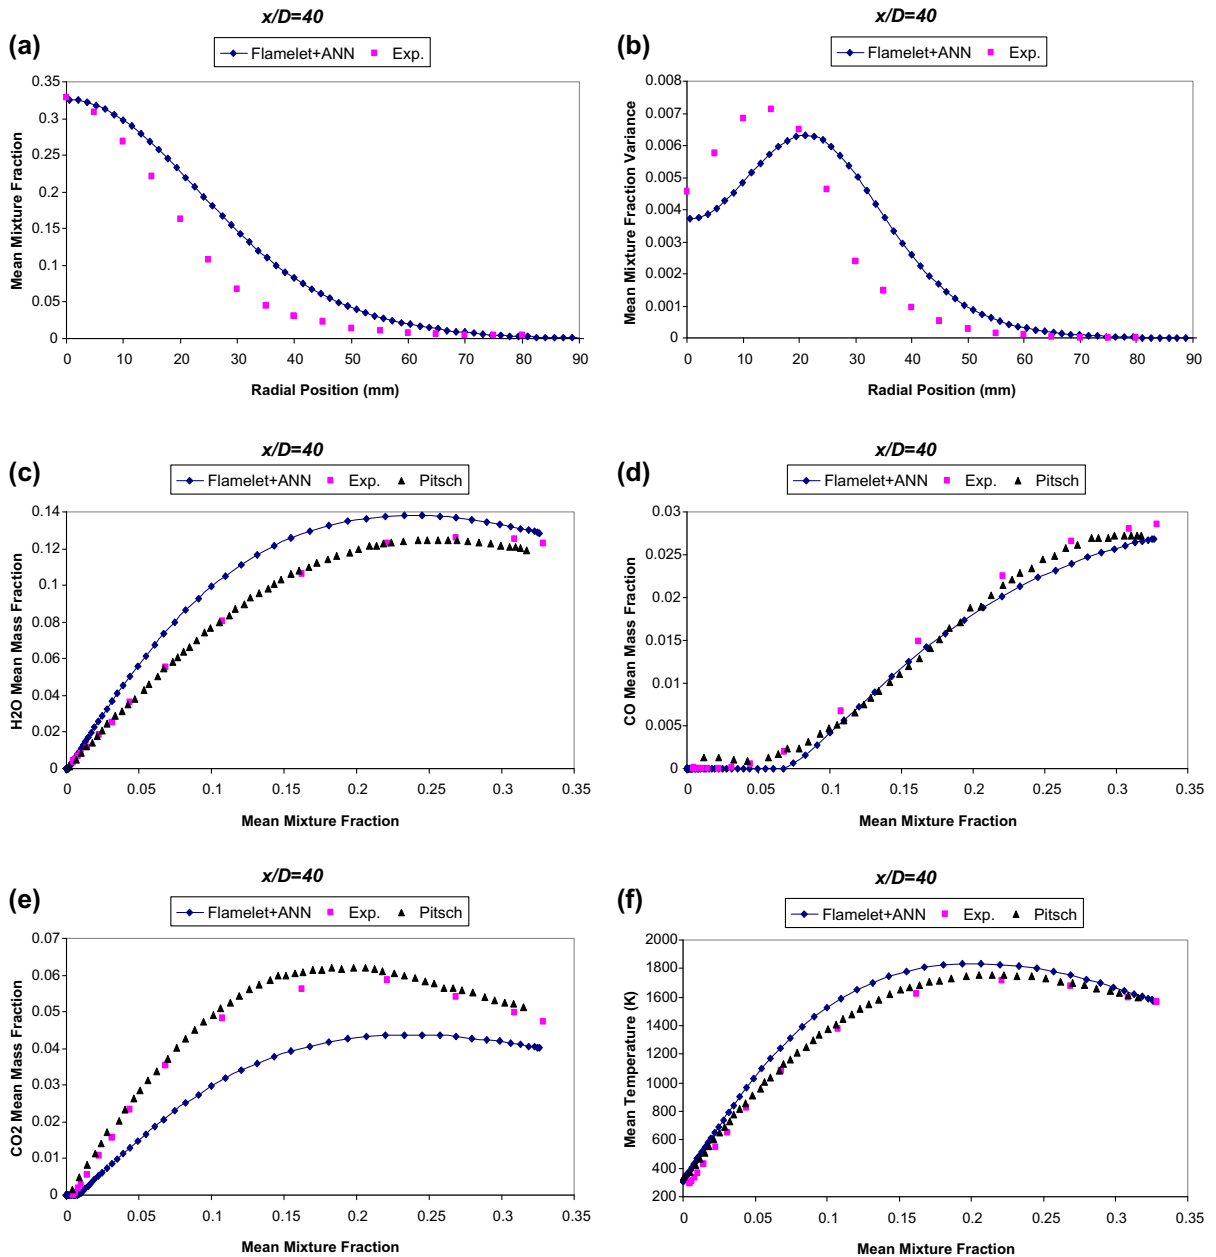 x/D=40
(a)
Flamelet+ANN Exp.
0.35
0.3
0.25
0.2
0.15
0.1
0.05
0
Mean Mixture Fraction
0 10 20 30 40 50 60 70 80 90
Radial Position (mm)
x/D=40
(b)
Flamelet+ANN Exp.
0.008
0.007
0.006
0.005
0.004
0.003
0.002
0.001
0
Mean Mixture Fraction Variance
0 10 20 30 40 50 60 70 80 90
Radial Position (mm)
x/D=40
(c)
Flamelet+ANN Exp. Pitsch
0.14
0.12
0.1
0.08
0.06
0.04
0.02
0
H2O Mean Mass Fraction
0 0.05 0.1 0.15 0.2 0.25 0.3 0.35
Mean Mixture Fraction
x/D=40
(d)
Flamelet+ANN Exp. Pitsch
0.03
0.025
0.02
0.015
0.01
0.005
0
CO Mean Mass Fraction
0 0.05 0.1 0.15 0.2 0.25 0.3 0.35
Mean Mixture Fraction
x/D=40
(e)
Flamelet+ANN Exp. Pitsch
0.07
0.06
0.05
0.04
0.03
0.02
0.01
0
CO2 Mean Mass Fraction
0 0.05 0.1 0.15 0.2 0.25 0.3 0.35
Mean Mixture Fraction
x/D=40
(f)
Flamelet+ANN Exp. Pitsch
2000
1800
1600
1400
1200
1000
800
600
400
200
Mean Temperature (K)
0 0.05 0.1 0.15 0.2 0.25 0.3 0.35
Mean Mixture Fraction